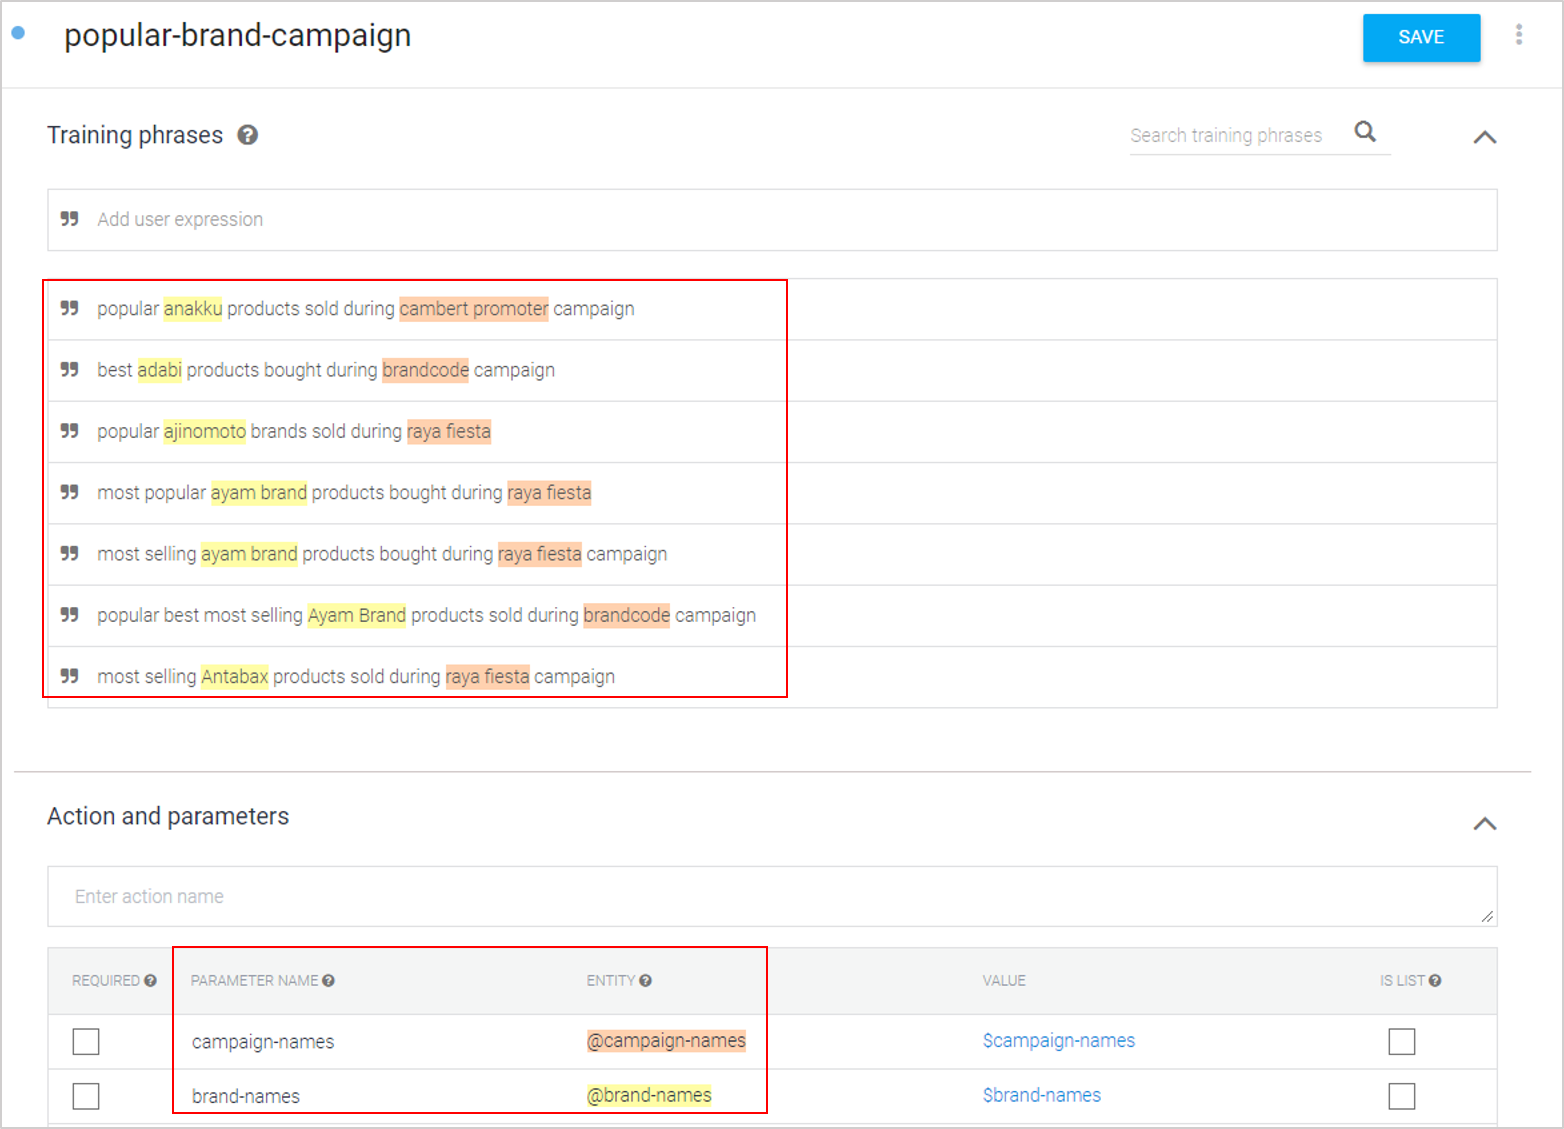 popular-brand-campaign
SAVE
Training phrases
Search training phrases
Add user expression
popular anakku products sold during cambert promoter campaign
best adabi products bought during brandcode campaign
popular ajinomoto brands sold during raya fiesta
most popular ayam brand products bought during raya fiesta
most selling ayam brand products bought during raya fiesta campaign
popular best most selling Ayam Brand products sold during brandcode campaign
most selling Antabax products sold during raya fiesta campaign
Action and parameters
Enter action name
REQUIRED PARAMETER NAME ENTITY VALUE IS LIST
campaign-names @campaign-names $campaign-names
brand-names @brand-names $brand-names